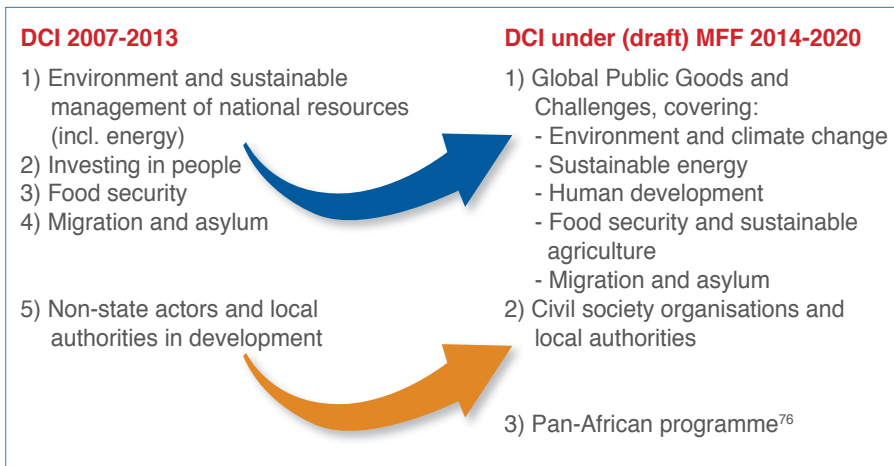 DCI 2007-2013
1) Environment and sustainable
management of national resources
(incl. energy)
2) Investing in people
3) Food security
4) Migration and asylum
5) Non-state actors and local
authorities in development
DCI under (draft) MFF 2014-2020
1) Global Public Goods and
Challenges, covering:
- Environment and climate change
- Sustainable energy
- Human development
- Food security and sustainable
agriculture
- Migration and asylum
2) Civil society organisations and
local authorities
3) Pan-African programme76